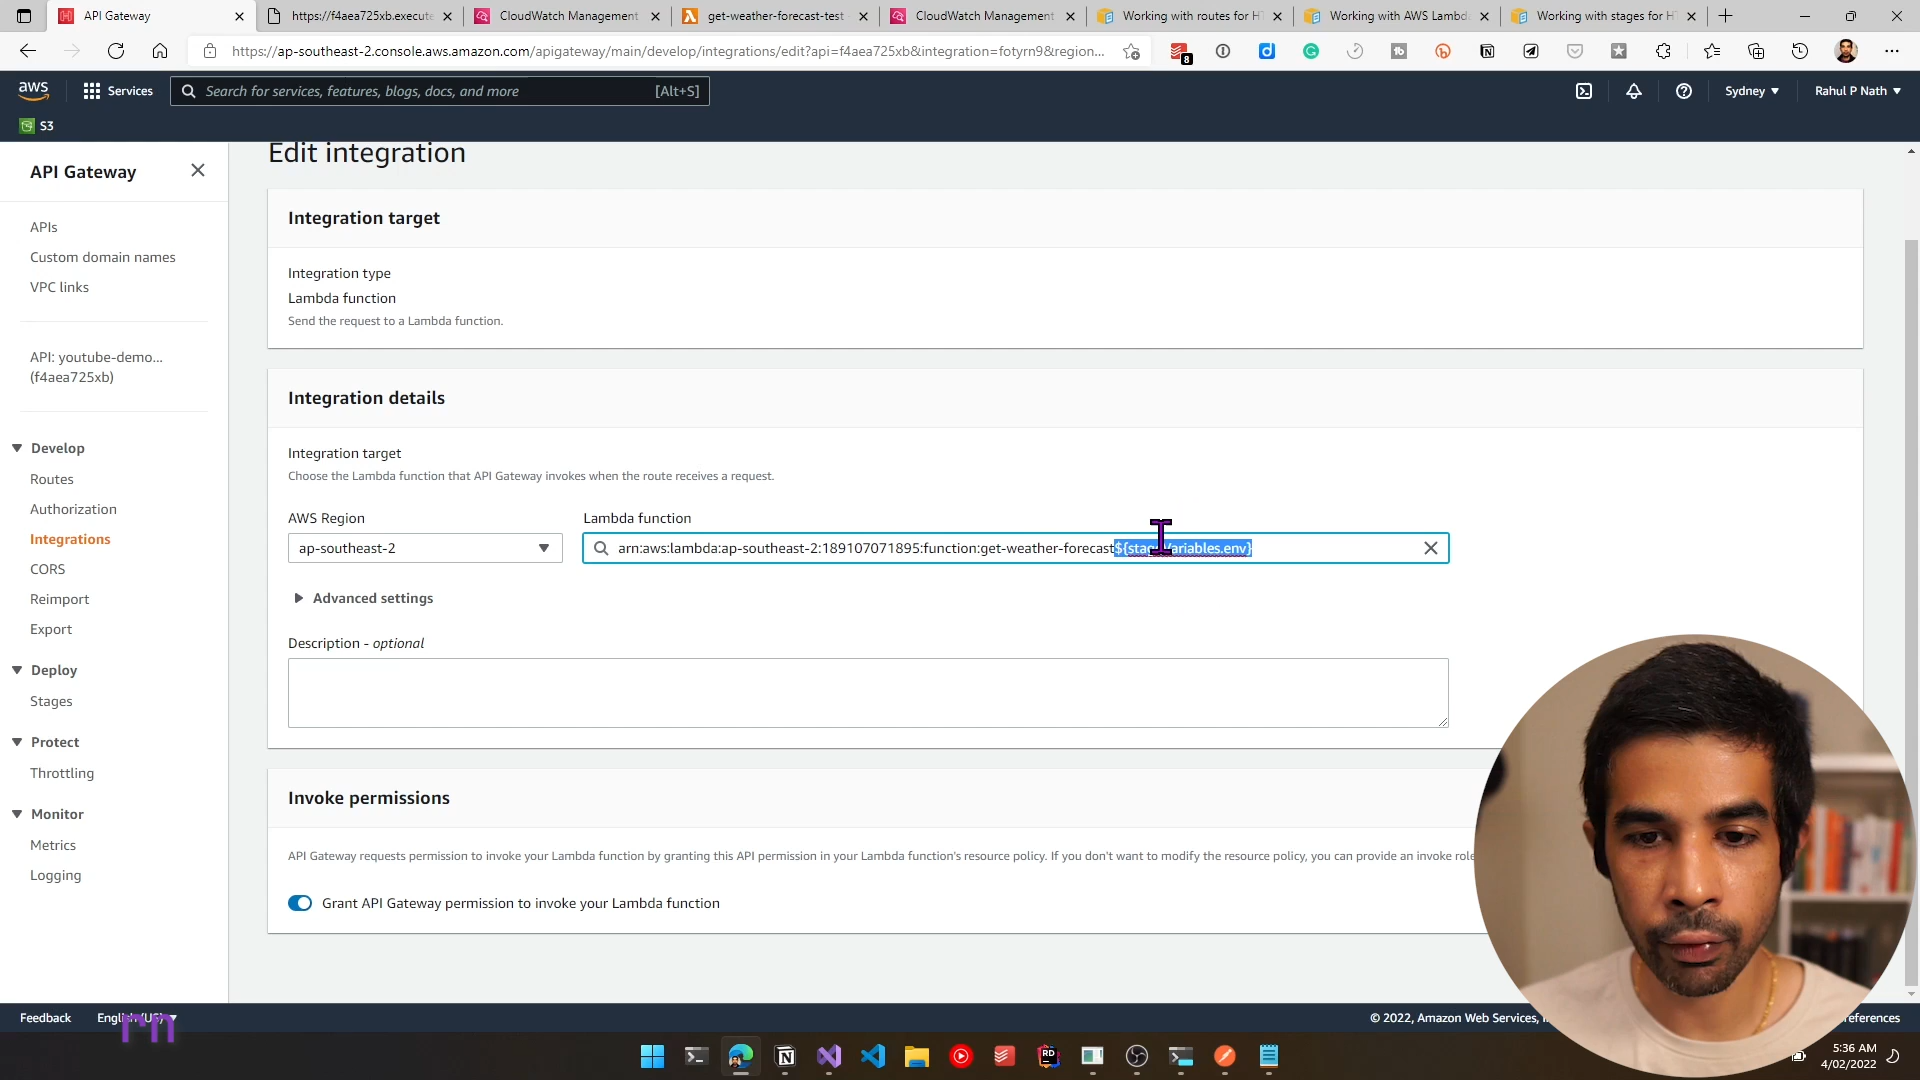 API Gateway
https://f4aea725xb.execute
CloudWatch Management
get-weather-forecast-test
CloudWatch Management
Working with routes for H
Working with AWS Lambd
Working with stages for H
https://ap-southeast-2.console.aws.amazon.com/apigateway/main/develop/integrations/edit?api=f4aea725xb&integration=fotyrn9&region...
8
aws
Services
Search for services, features, blogs, docs, and more
[Alt+S]
Sydney
Rahul P Nath
S3
API Gateway
APIs
Custom domain names
VPC links
API: youtube-demo...
(f4aea725xb)
Develop
Routes
Authorization
Integrations
CORS
Reimport
Export
Deploy
Stages
Protect
Throttling
Monitor
Metrics
Logging
Edit integration
Integration target
Integration type
Lambda function
Send the request to a Lambda function.
Integration details
Integration target
Choose the Lambda function that API Gateway invokes when the route receives a request.
AWS Region
Lambda function
ap-southeast-2
arn:aws:lambda:ap-southeast-2:189107071895:function:get-weather-forecast${stageVariables.env}
Advanced settings
Description - optional
Invoke permissions
API Gateway requests permission to invoke your Lambda function by granting this API permission in your Lambda function's resource policy. If you don't want to modify the resource policy, you can provide an invoke role
Grant API Gateway permission to invoke your Lambda function
Feedback
English (US)
rn
© 2022, Amazon Web Services,
references
RD
5:36 AM
4/02/2022